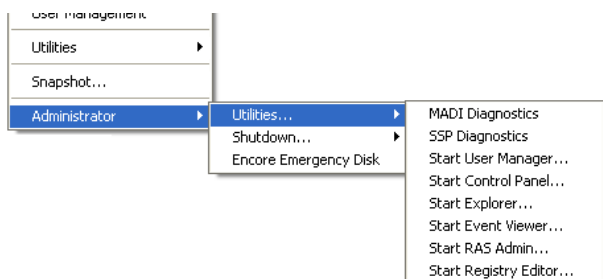 User Management
Utilities
Snapshot...
Administrator
Utilities...
Shutdown...
Encore Emergency Disk
MADI Diagnostics
SSP Diagnostics
Start User Manager...
Start Control Panel...
Start Explorer...
Start Event Viewer...
Start RAS Admin...
Start Registry Editor...